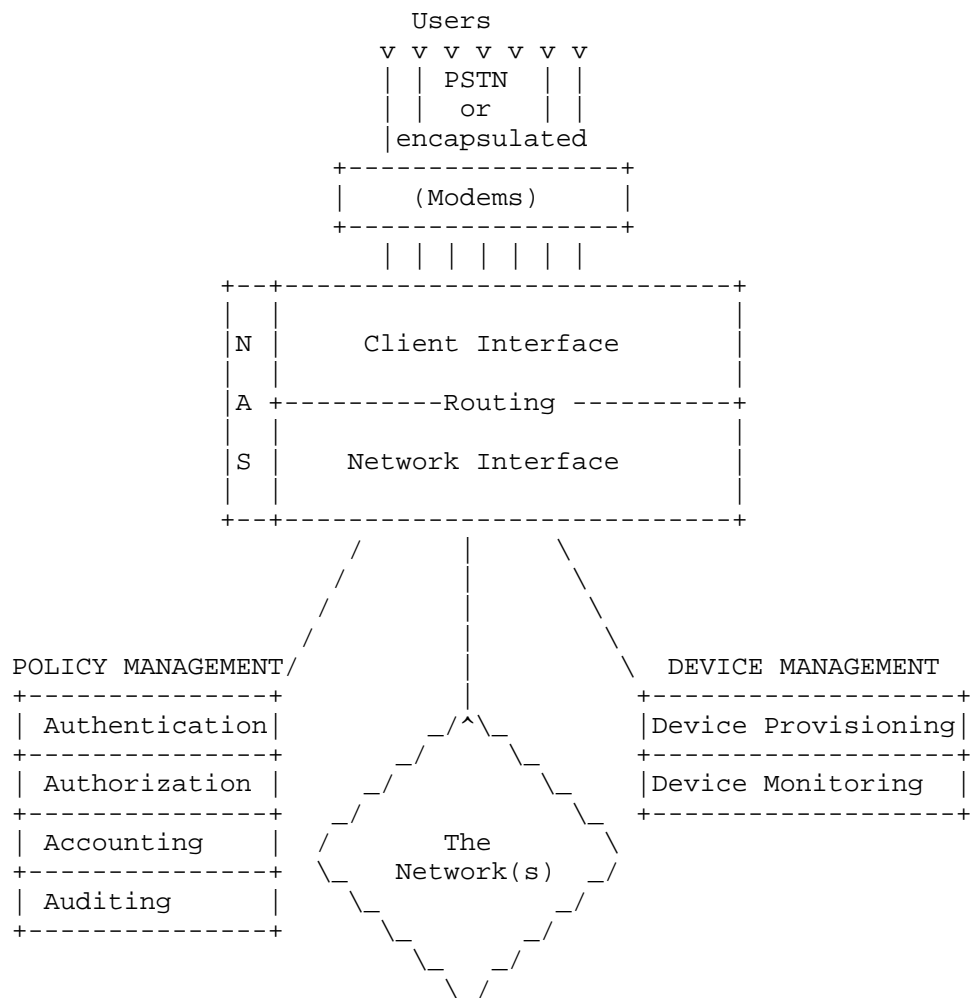 Users
v v v v v v v
PSTN
or
encapsulated
(Modems)
N
Client Interface
A
Routing
S
Network Interface
POLICY MANAGEMENT
DEVICE MANAGEMENT
Authentication
Device Provisioning
Authorization
Device Monitoring
Accounting
The
Network(s)
Auditing